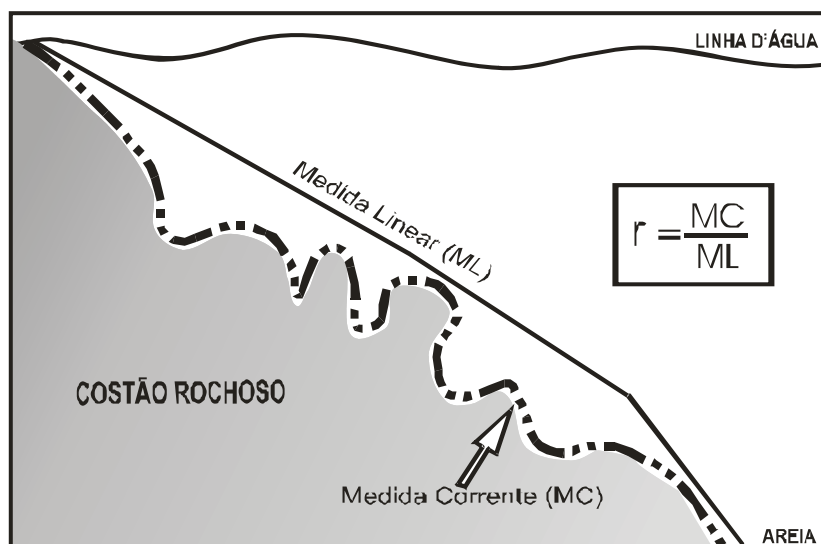 LINHA D'ÁGUA
Medida Linear (ML)
r = MC
ML
COSTÃO ROCHOSO
Medida Corrente (MC)
AREIA